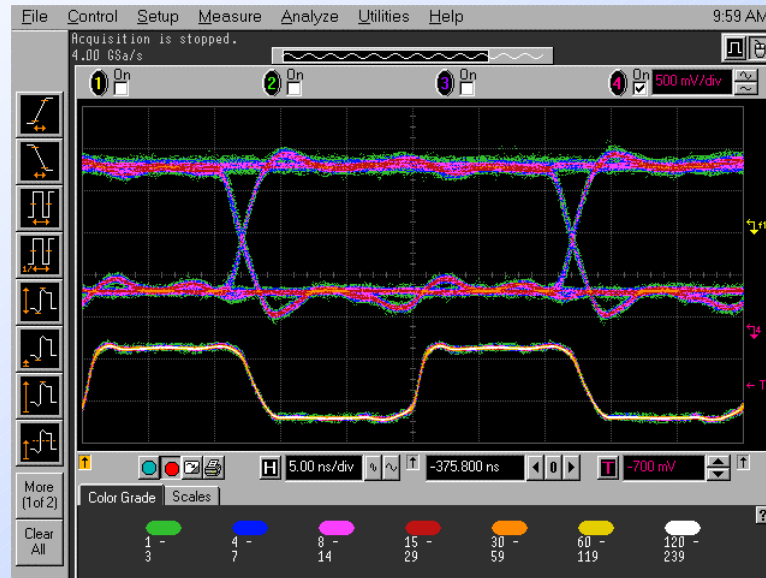 File Control Setup Measure Analyze Utilities Help 9:59 AM
Acquisition is stopped.
4.00 GSa/s
1 On 2 On 3 On 4 On 500 mV/div
f1
4
T
H 5.00 ns/div -375.800 ns 0 T -700 mV
More
(1of 2)
Clear
All
Color Grade Scales
?
1 - 4 - 8 - 15 - 30 - 60 - 120 -
3 7 14 29 59 119 239